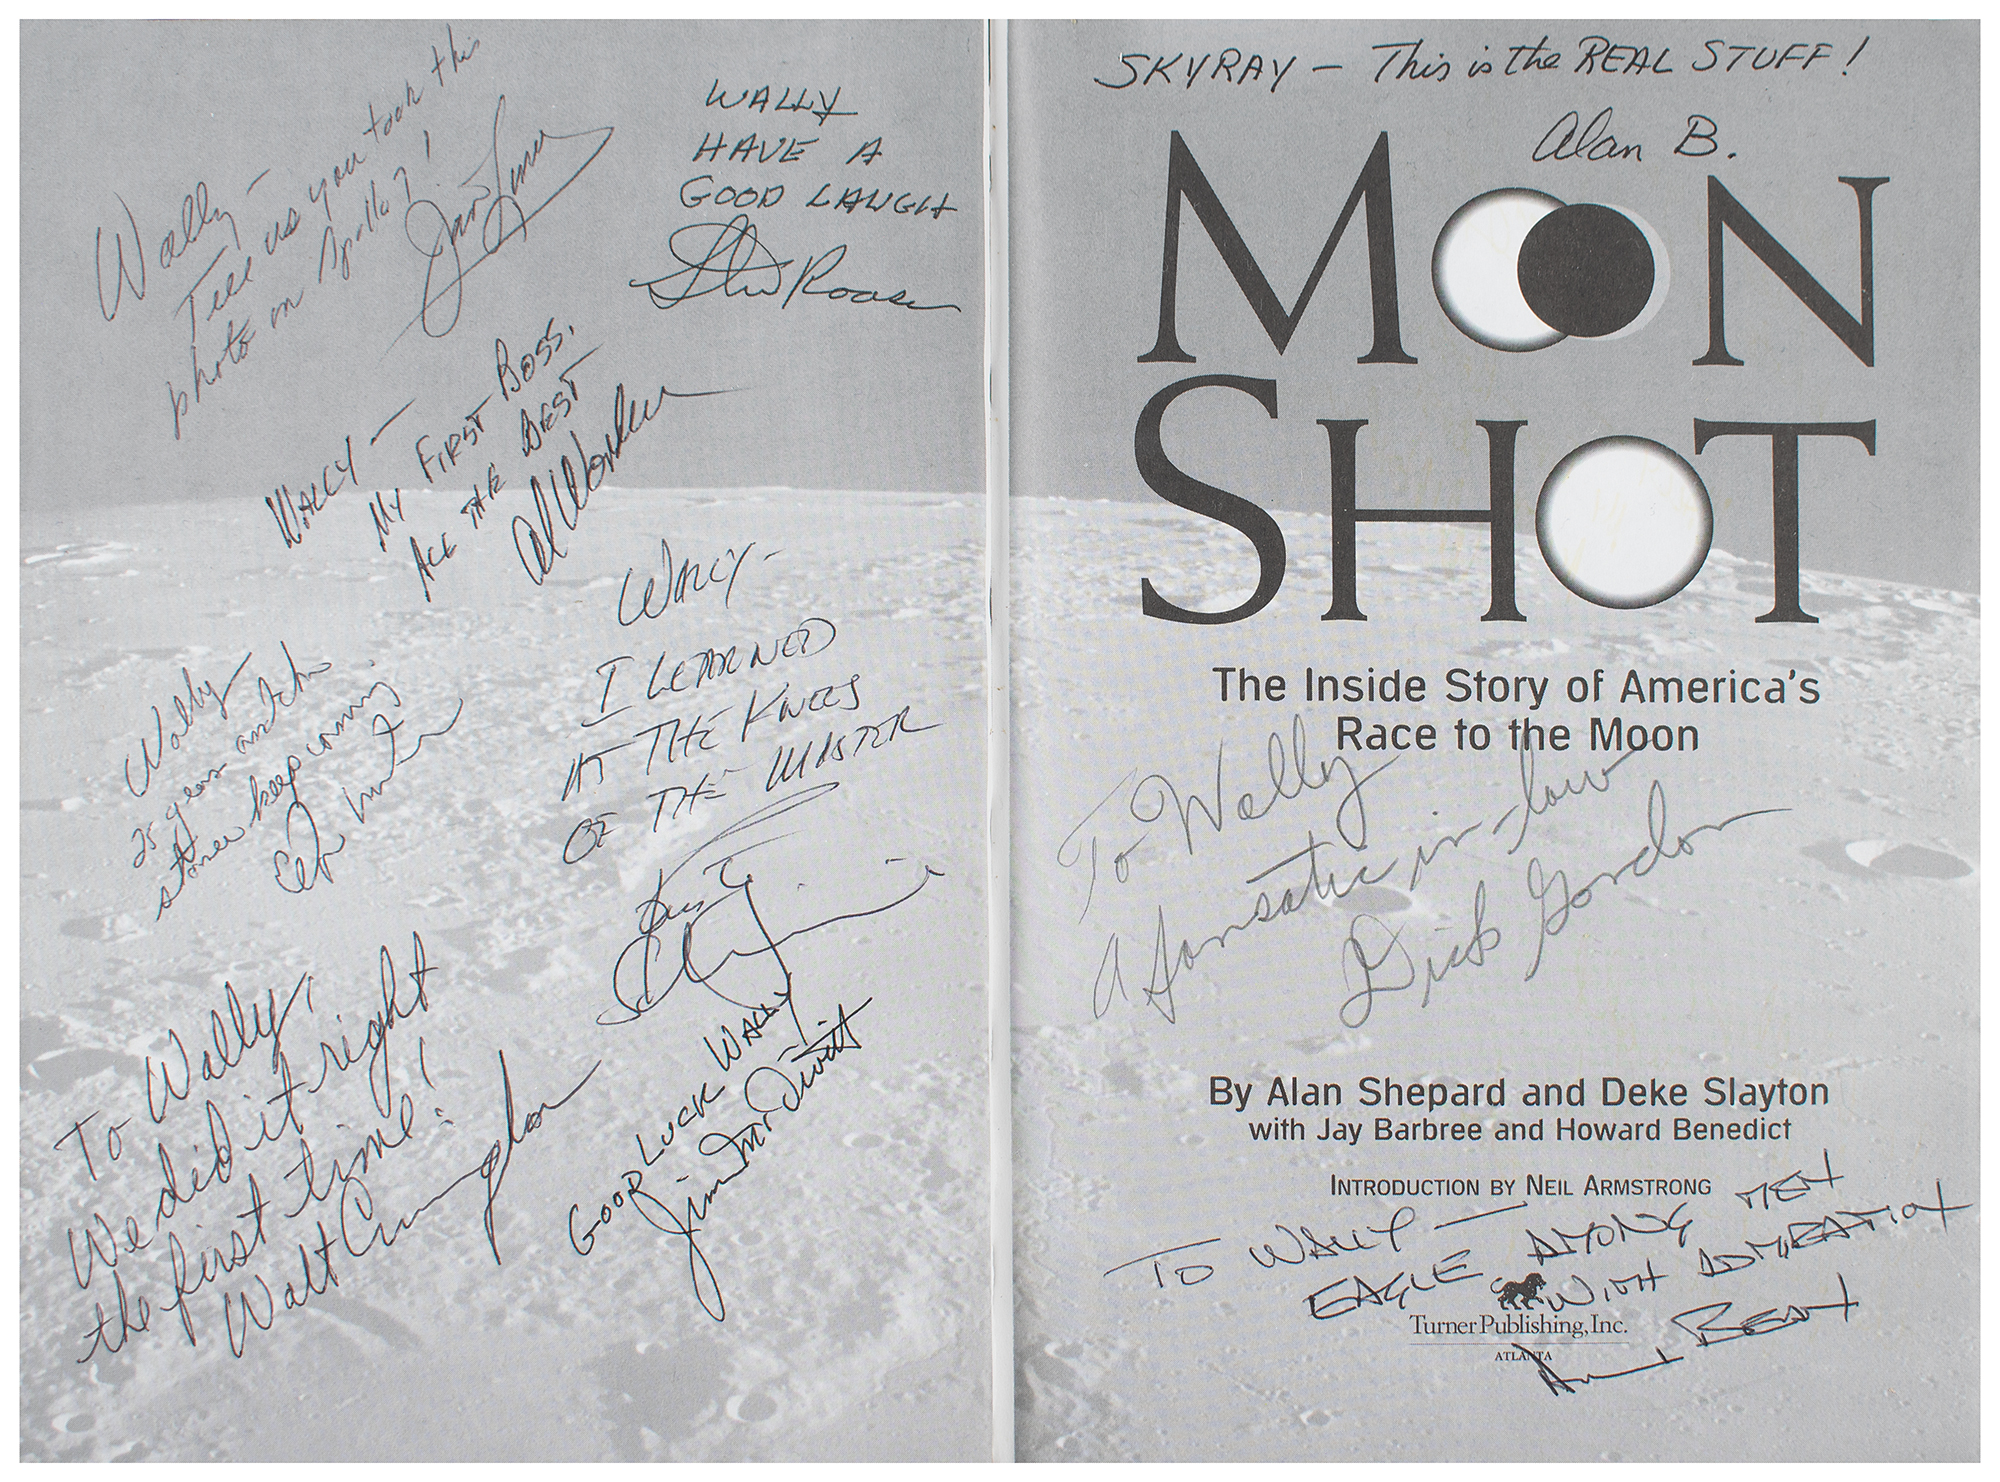 Wally -
Tell us you took this
photo on Apollo 7!
WALLY
HAVE A
GOOD LAUGH
Stu Roosa
WALLY -
MY FIRST BOSS.
ALL THE BEST
Al Worden
WALLY -
I LEARNED
AT THE KNEES
OF THE MASTER
Wally
25 years and the
stories keep coming
To Wally,
We did it right
the first time!
Walt Cunningham
GOOD LUCK WALLY
Jim McDivitt
SKYRAY - This is the REAL STUFF!
Alan B.
MOON
SHOT
The Inside Story of America's
Race to the Moon
To Wally
A fansatic in-law
Dick Gordon
By Alan Shepard and Deke Slayton
with Jay Barbree and Howard Benedict
INTRODUCTION BY NEIL ARMSTRONG
TO WALLY -
EAGLE AMONG MEN
WITH ADMIRATION
Turner Publishing, Inc.
ATLANTA
Al Bean